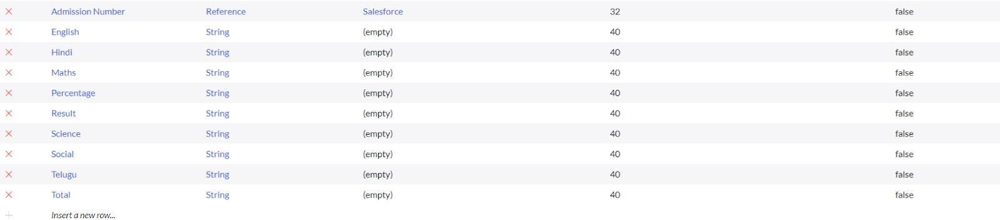 Admission Number Reference Salesforce 32 false
English String (empty) 40 false
Hindi String (empty) 40 false
Maths String (empty) 40 false
Percentage String (empty) 40 false
Result String (empty) 40 false
Science String (empty) 40 false
Social String (empty) 40 false
Telugu String (empty) 40 false
Total String (empty) 40 false
Insert a new row...